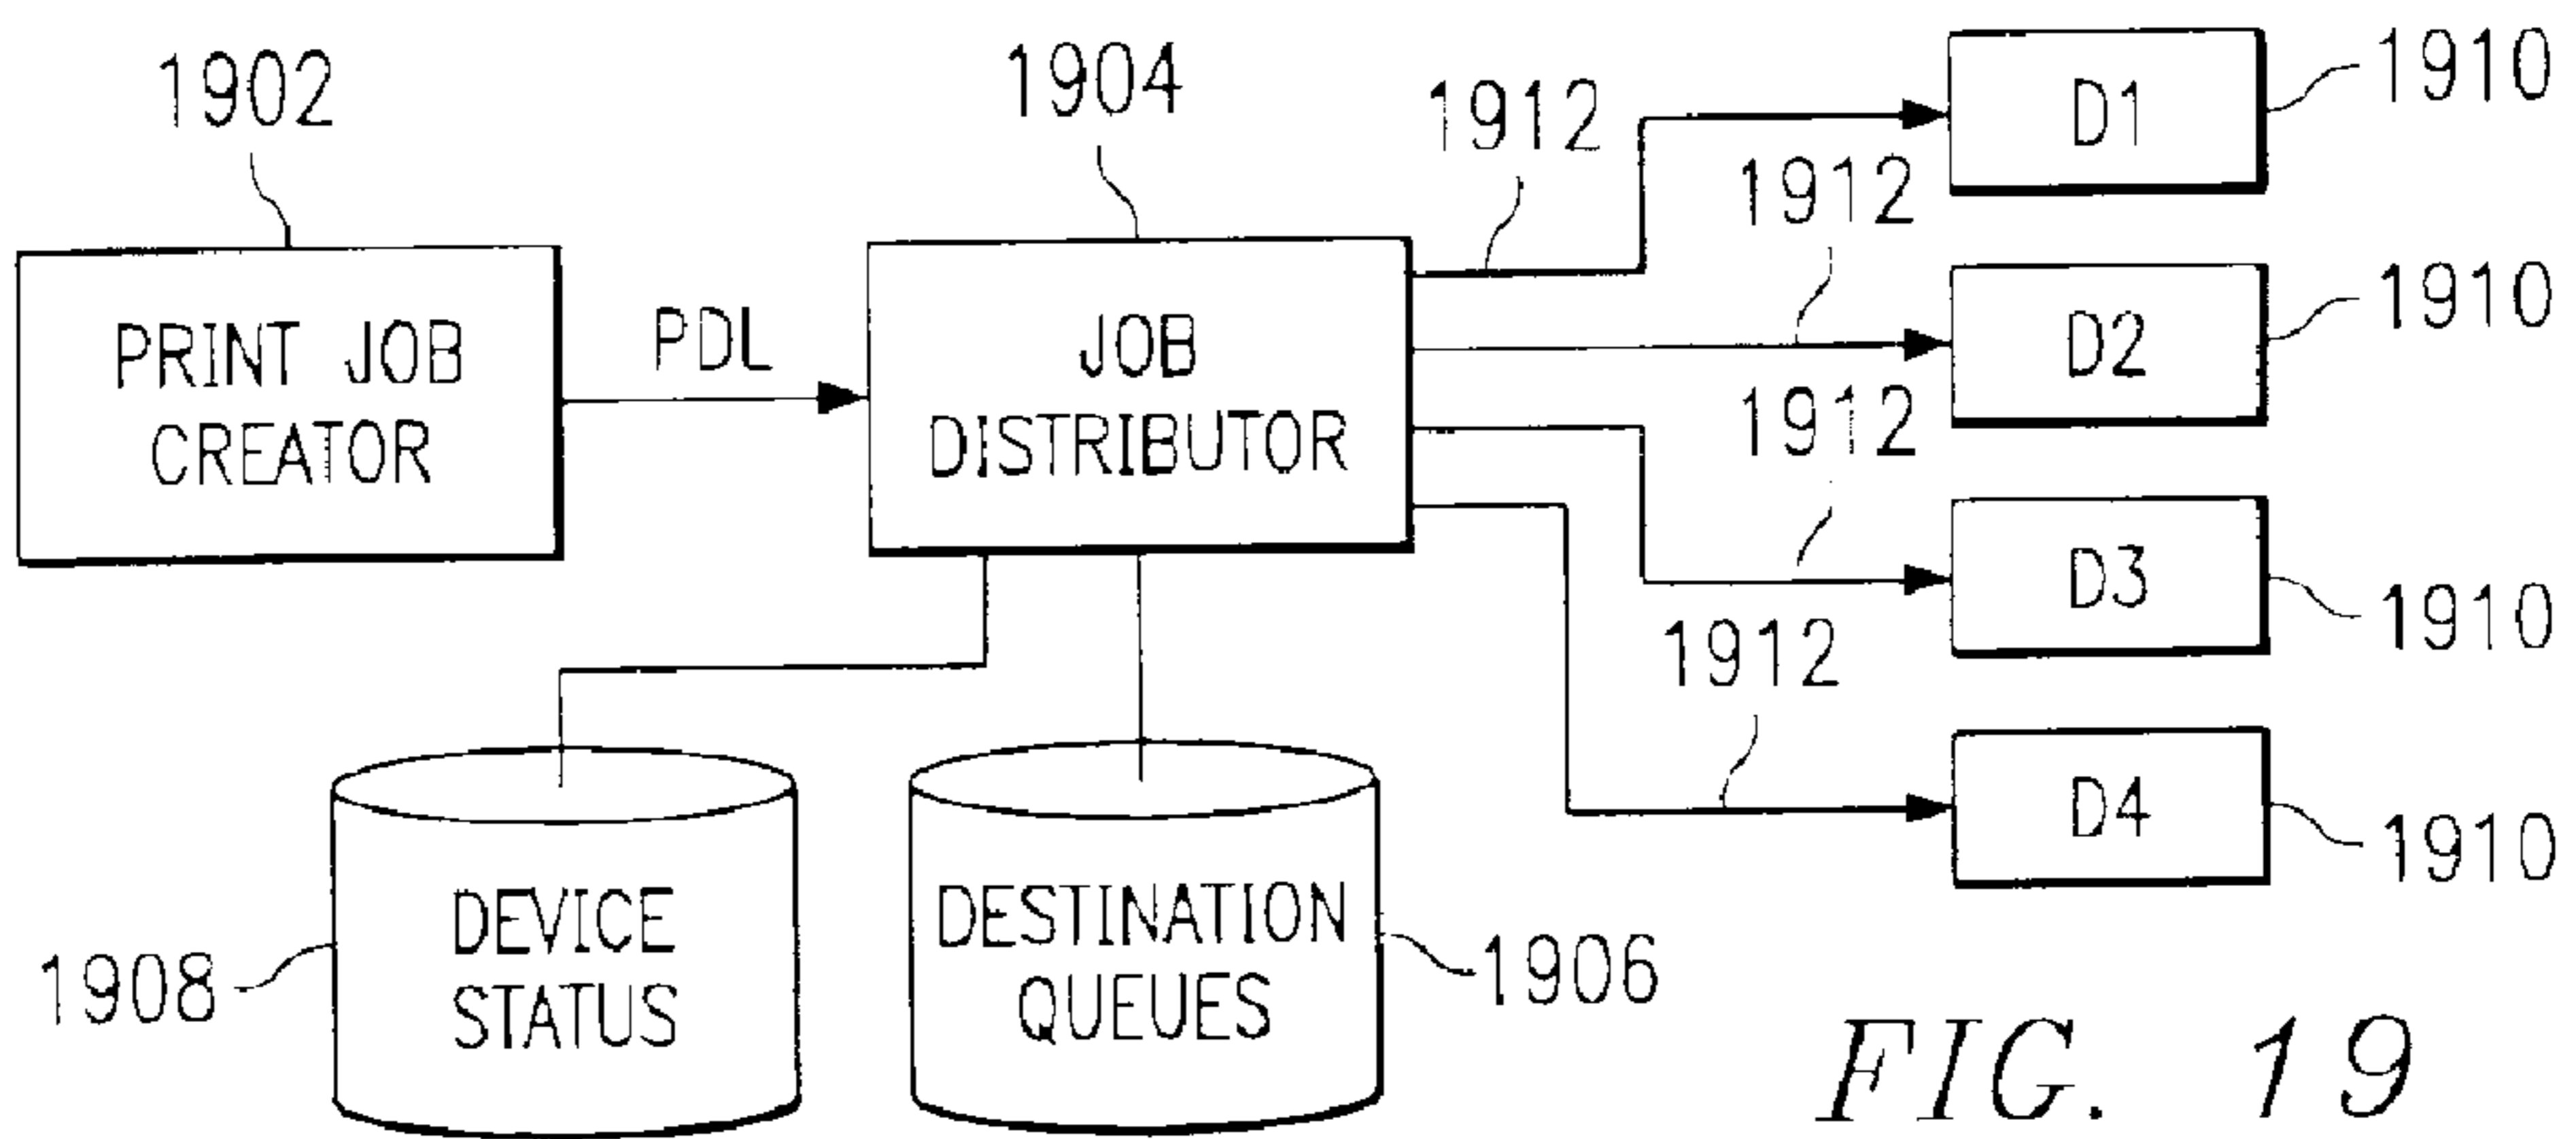 1902
1904
1912
D1
1910
1912
PRINT JOB
CREATOR
PDL
JOB
DISTRIBUTOR
D2
1910
1912
D3
1910
1912
D4
1910
1908
DEVICE
STATUS
DESTINATION
QUEUES
1906
FIG. 19